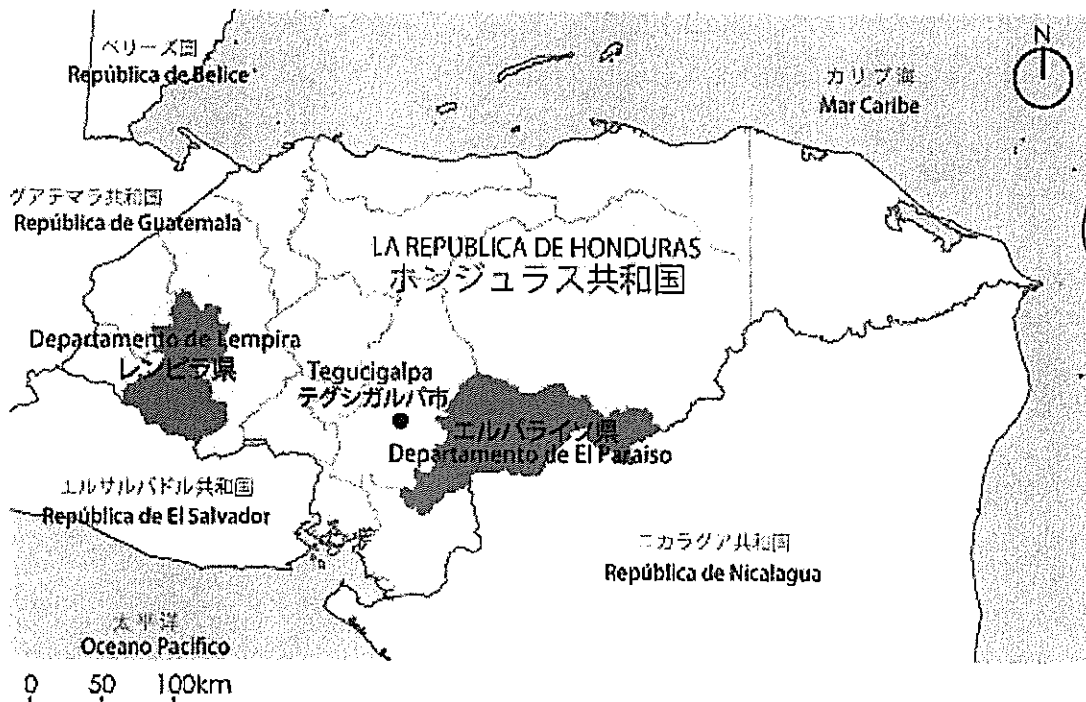 ベリーズ国
República de Belice
カリブ海
Mar Caribe
N
グアテマラ共和国
República de Guatemala
LA REPUBLICA DE HONDURAS
ホンジュラス共和国
Departamento de Lempira
レンピラ県
Tegucigalpa
テグシガルパ市
エルパライソ県
Departamento de El Paraiso
エルサルバドル共和国
República de El Salvador
ニカラグア共和国
República de Nicalagua
太平洋
Oceano Pacífico
0 50 100km